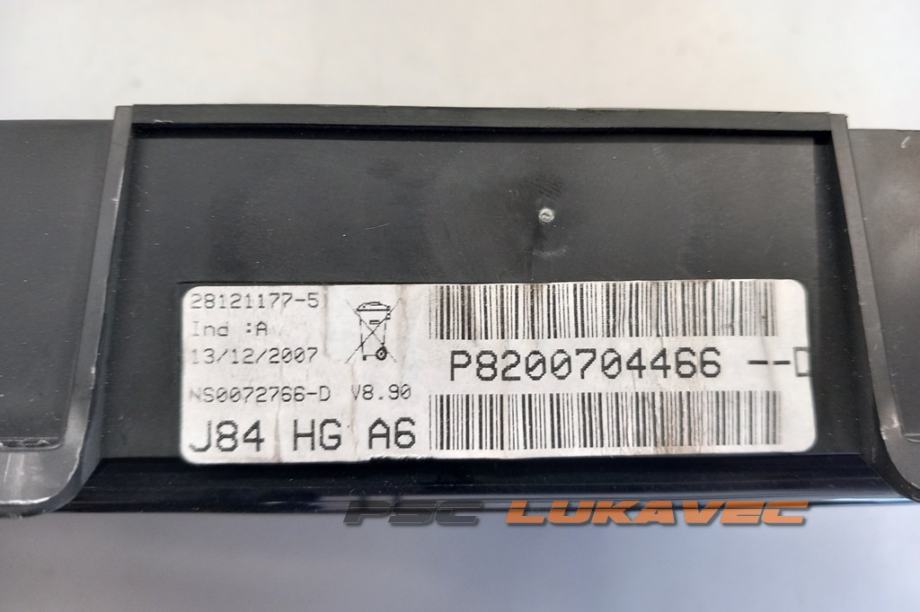 28121177-5
Ind :A
13/12/2007
NS0072766-D V8.90
J84 HG A6
P8200704466 --D
PSC LUKAVEC